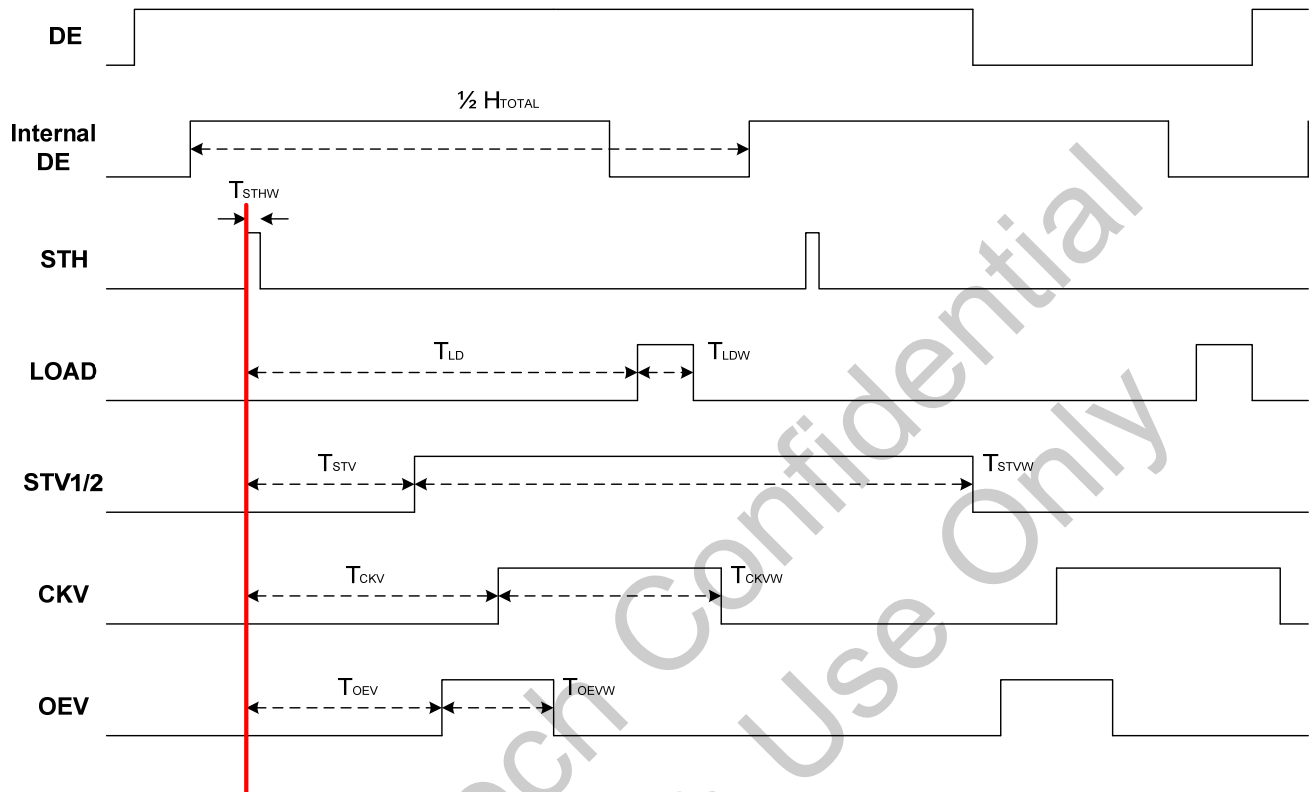 DE
½ HTOTAL
Internal
DE
TSTHW
STH
TLD
TLDW
LOAD
TSTV
TSTVW
STV1/2
TCKV
TCKVW
CKV
TOEV
TOEVW
OEV
Confidential
Use Only